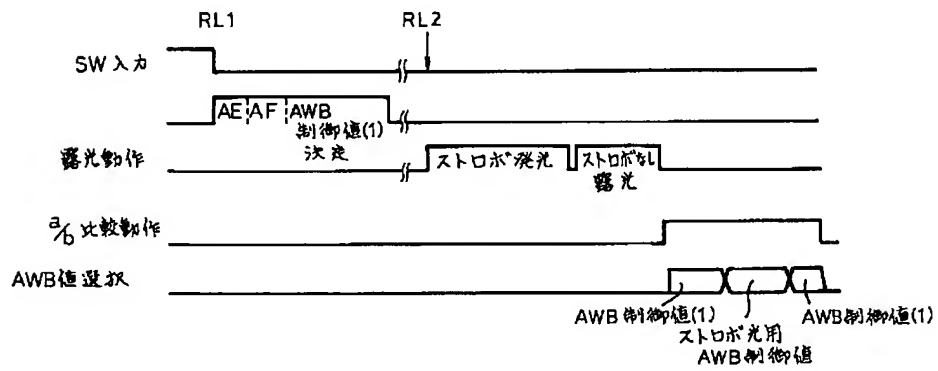 RL1 RL2
SW入力
AE AF AWB
制御値(1)
決定
露光動作
ストロボ発光
ストロボなし
露光
a/b 比較動作
AWB値選択
AWB制御値(1)
ストロボ光用
AWB制御値
AWB制御値(1)